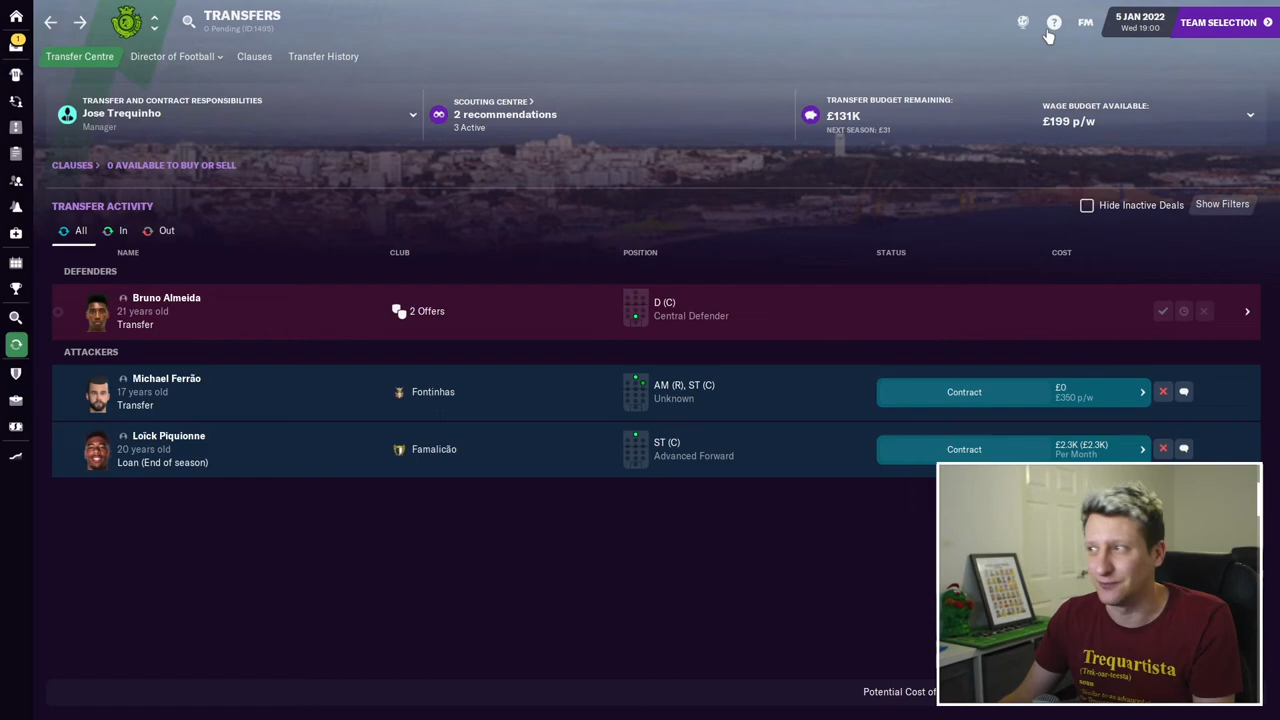 TRANSFERS
0 Pending (ID:1495)
1
FM
5 JAN 2022
Wed 19:00
TEAM SELECTION
Transfer Centre
Director of Football
Clauses
Transfer History
TRANSFER AND CONTRACT RESPONSIBILITIES
Jose Trequinho
Manager
SCOUTING CENTRE >
2 recommendations
3 Active
TRANSFER BUDGET REMAINING:
£131K
NEXT SEASON: £31
WAGE BUDGET AVAILABLE:
£199 p/w
CLAUSES > 0 AVAILABLE TO BUY OR SELL
TRANSFER ACTIVITY
Hide Inactive Deals
Show Filters
All
In
Out
NAME
CLUB
POSITION
STATUS
COST
DEFENDERS
Bruno Almeida
21 years old
Transfer
2 Offers
D (C)
Central Defender
ATTACKERS
Michael Ferrão
17 years old
Transfer
Fontinhas
AM (R), ST (C)
Unknown
Contract
£0
£350 p/w
Loïck Piquionne
20 years old
Loan (End of season)
Famalicão
ST (C)
Advanced Forward
Contract
£2.3K (£2.3K)
Per Month
Potential Cost of
Trequartista
(Trek-oar-teesta)
noun